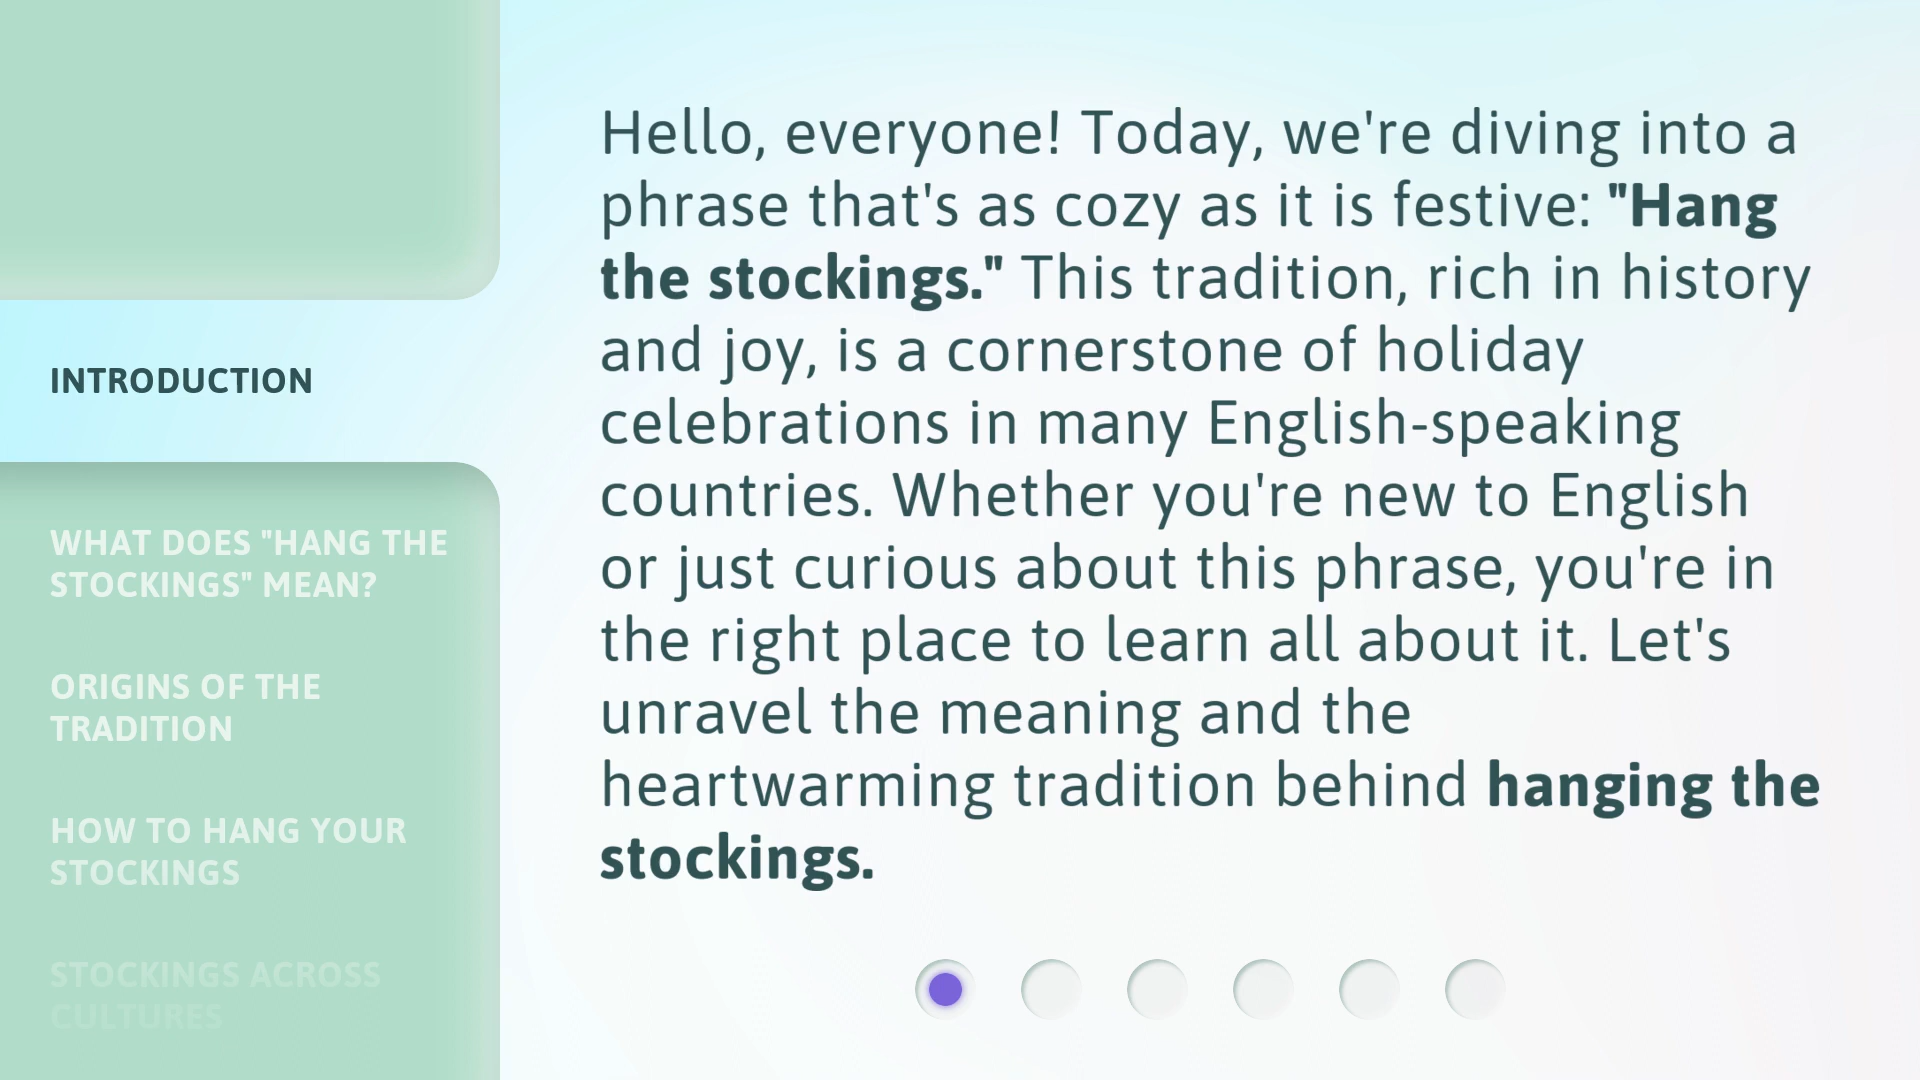 INTRODUCTION
WHAT DOES "HANG THE
STOCKINGS" MEAN?
ORIGINS OF THE
TRADITION
HOW TO HANG YOUR
STOCKINGS
STOCKINGS ACROSS
CULTURES
Hello, everyone! Today, we're diving into a
phrase that's as cozy as it is festive: "Hang
the stockings." This tradition, rich in history
and joy, is a cornerstone of holiday
celebrations in many English-speaking
countries. Whether you're new to English
or just curious about this phrase, you're in
the right place to learn all about it. Let's
unravel the meaning and the
heartwarming tradition behind hanging the
stockings.